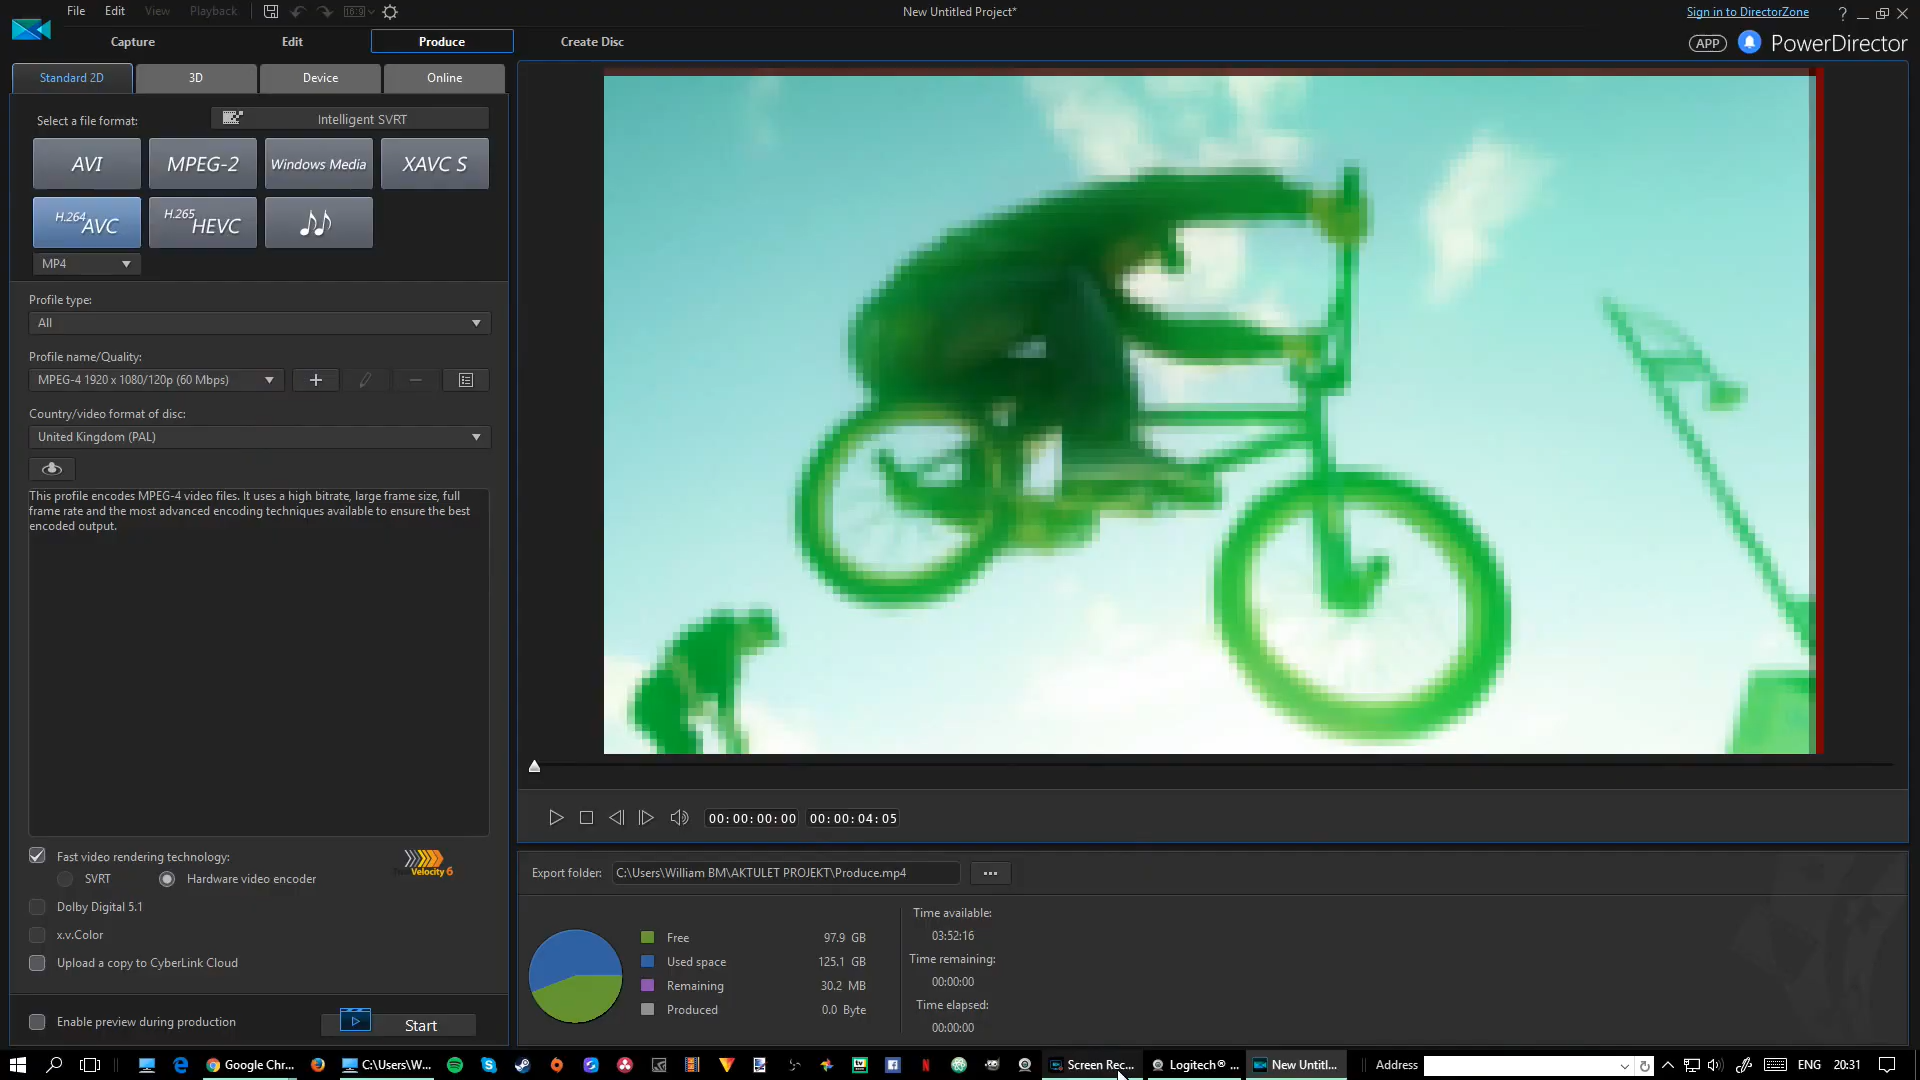 File Edit View Playback
New Untitled Project*
Sign in to DirectorZone
?
Capture Edit Produce Create Disc
APP PowerDirector
Standard 2D 3D Device Online
Select a file format: Intelligent SVRT
AVI MPEG-2 Windows Media XAVC S
H.264 AVC H.265 HEVC
MP4
Profile type:
All
Profile name/Quality:
MPEG-4 1920 x 1080/120p (60 Mbps)
Country/video format of disc:
United Kingdom (PAL)
This profile encodes MPEG-4 video files. It uses a high bitrate, large frame size, full
frame rate and the most advanced encoding techniques available to ensure the best
encoded output.
00:00:00:00 00:00:04:05
Fast video rendering technology: Velocity 6
SVRT Hardware video encoder
Dolby Digital 5.1
x.v.Color
Upload a copy to CyberLink Cloud
Enable preview during production Start
Export folder: C:\Users\William BM\AKTULET PROJEKT\Produce.mp4 ...
Free 97.9 GB
Used space 125.1 GB
Remaining 30.2 MB
Produced 0.0 Byte
Time available:
03:52:16
Time remaining:
00:00:00
Time elapsed:
00:00:00
Google Chr... C:\Users\W... Screen Rec... Logitech® ... New Untitl... Address ENG 20:31